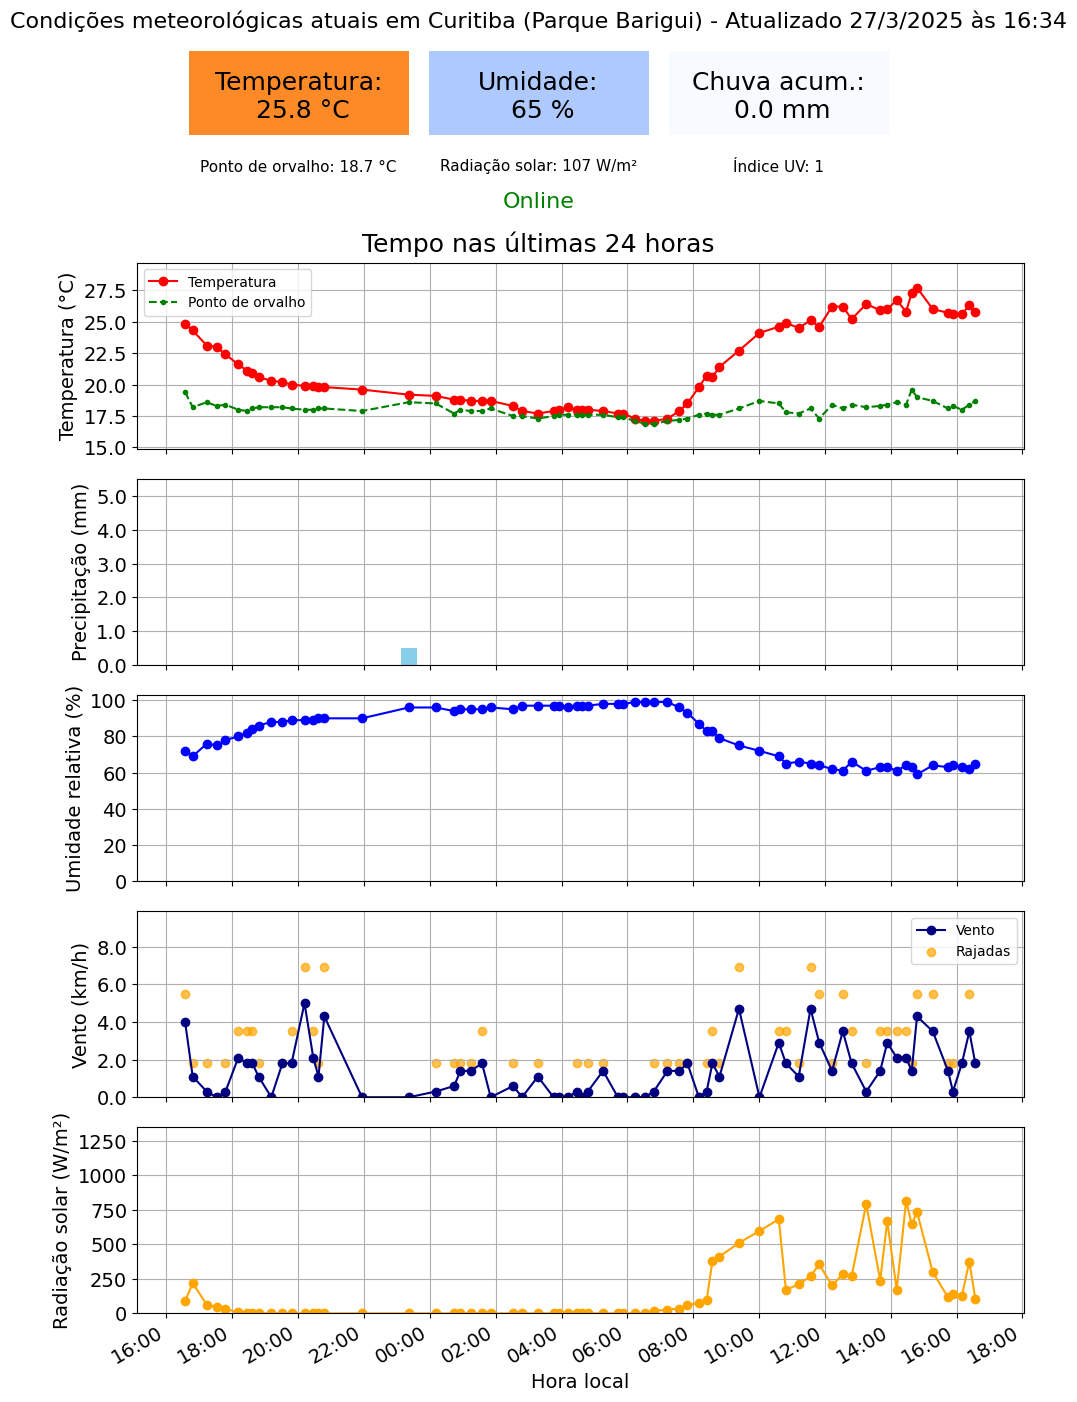 Condições meteorológicas atuais em Curitiba (Parque Barigui) - Atualizado 27/3/2025 às 16:34
Temperatura:
25.8 °C
Umidade:
65 %
Chuva acum.:
0.0 mm
Ponto de orvalho: 18.7 °C
Radiação solar: 107 W/m²
Índice UV: 1
Online
Tempo nas últimas 24 horas
Temperatura (°C)
27.5
25.0
22.5
20.0
17.5
15.0
Temperatura
Ponto de orvalho
Precipitação (mm)
5.0
4.0
3.0
2.0
1.0
0.0
Umidade relativa (%)
100
80
60
40
20
0
Vento (km/h)
8.0
6.0
4.0
2.0
0.0
Vento
Rajadas
Radiação solar (W/m²)
1250
1000
750
500
250
0
16:00
18:00
20:00
22:00
00:00
02:00
04:00
06:00
08:00
10:00
12:00
14:00
16:00
18:00
Hora local